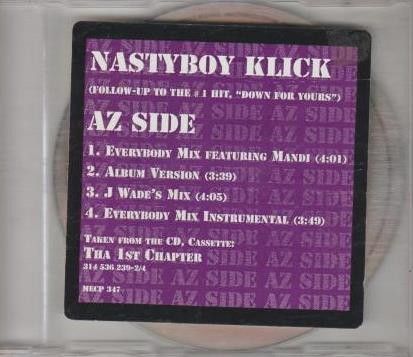 NASTYBOY KLICK
(FOLLOW-UP TO THE #1 HIT, "DOWN FOR YOURS")
AZ SIDE
1. EVERYBODY MIX FEATURING MANDI (4:01)
2. ALBUM VERSION (3:39)
3. J WADE'S MIX (4:05)
4. EVERYBODY MIX INSTRUMENTAL (3:49)
TAKEN FROM THE CD, CASSETTE:
THA 1ST CHAPTER
314 536 239-2/4
MECP 347